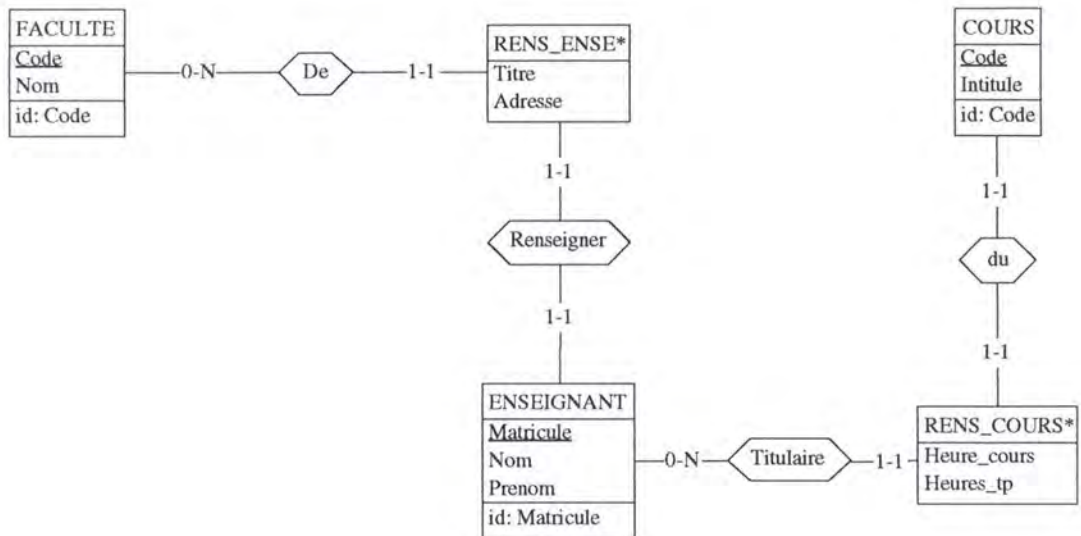 FACULTE
Code
Nom
id: Code
0-N
De
1-1
RENS_ENSE*
Titre
Adresse
COURS
Code
Intitule
id: Code
1-1
Renseigner
1-1
1-1
du
1-1
ENSEIGNANT
Matricule
Nom
Prenom
id: Matricule
0-N
Titulaire
1-1
RENS_COURS*
Heure_cours
Heures_tp